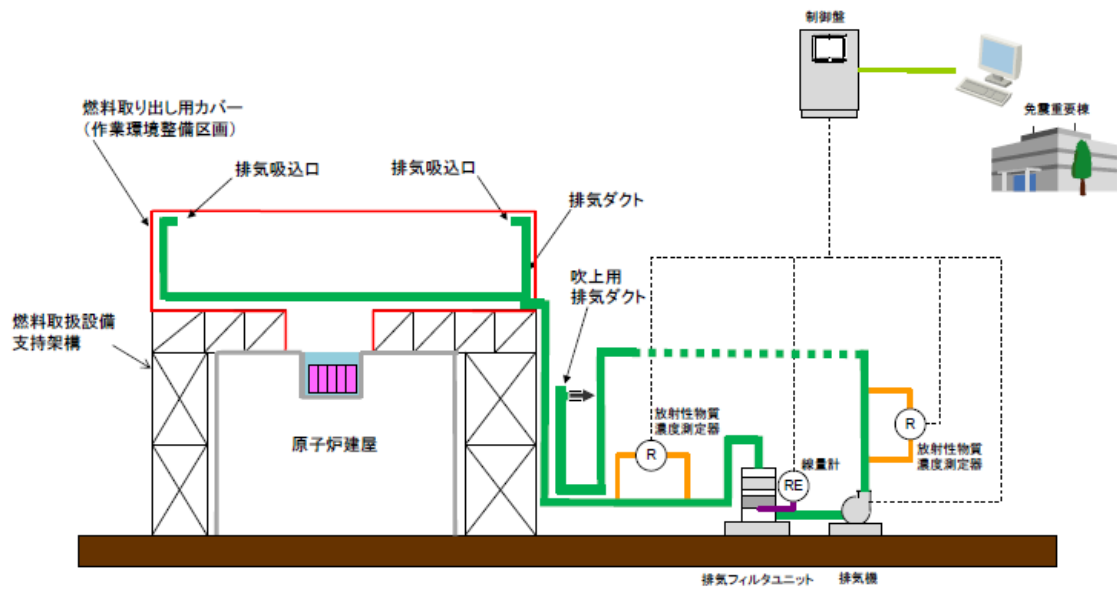 制御盤
免震重要棟
燃料取り出し用カバー
（作業環境整備区画）
排気吸込口
排気吸込口
排気ダクト
吹上用
排気ダクト
燃料取扱設備
支持架構
原子炉建屋
放射性物質
濃度測定器
R
線量計
RE
R
放射性物質
濃度測定器
排気フィルタユニット
排気機